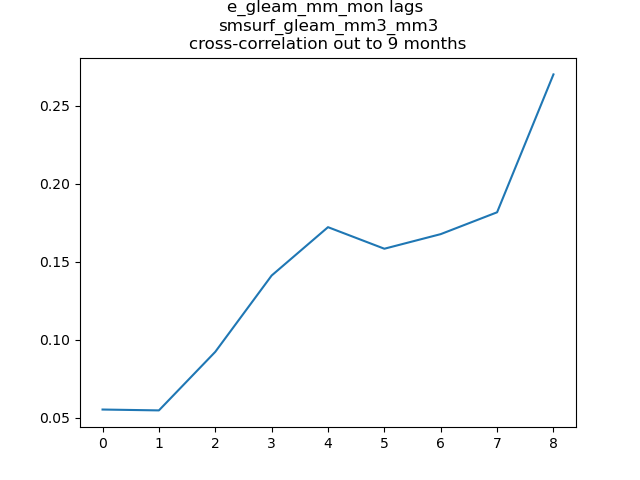 e_gleam_mm_mon lags
smsurf_gleam_mm3_mm3
cross-correlation out to 9 months
0.25
0.20
0.15
0.10
0.05
0 1 2 3 4 5 6 7 8